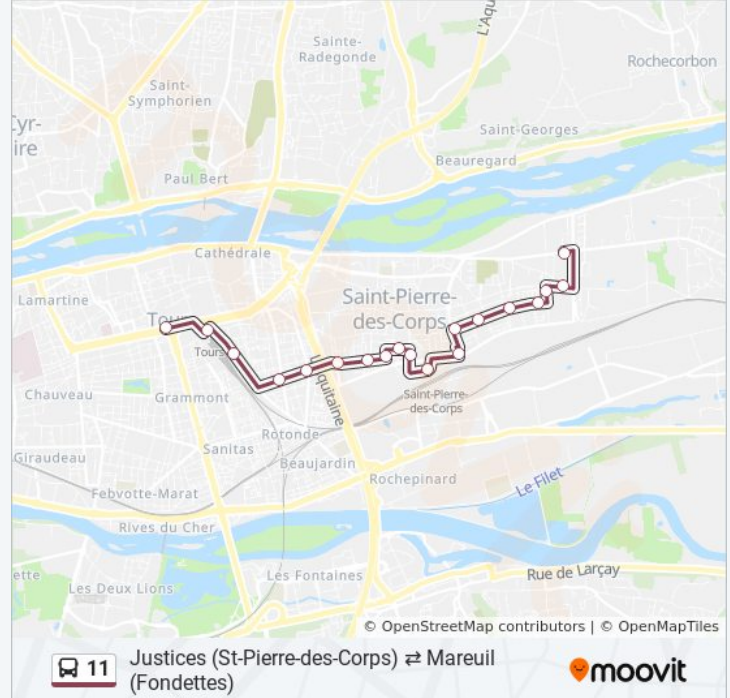 L'Aqu
Sainte-
Radegonde
Rochecorbon
Saint-
Symphorien
Cyr-
ire
Saint-Georges
Beauregard
Paul Bert
Cathédrale
Lamartine
Saint-Pierre-
des-Corps
Tour
Tours
L'Aquitaine
Chauveau
Grammont
Saint-Pierre-
des-Corps
Rotonde
Sanitas
Giraudeau
Beaujardin
Rochepinard
Le Filet
Febvotte-Marat
Rives du Cher
ette
Les Deux Lions
Les Fontaines
Rue de Larçay
© OpenStreetMap contributors | © OpenMapTiles
11
Justices (St-Pierre-des-Corps) ⇄ Mareuil
(Fondettes)
moovit